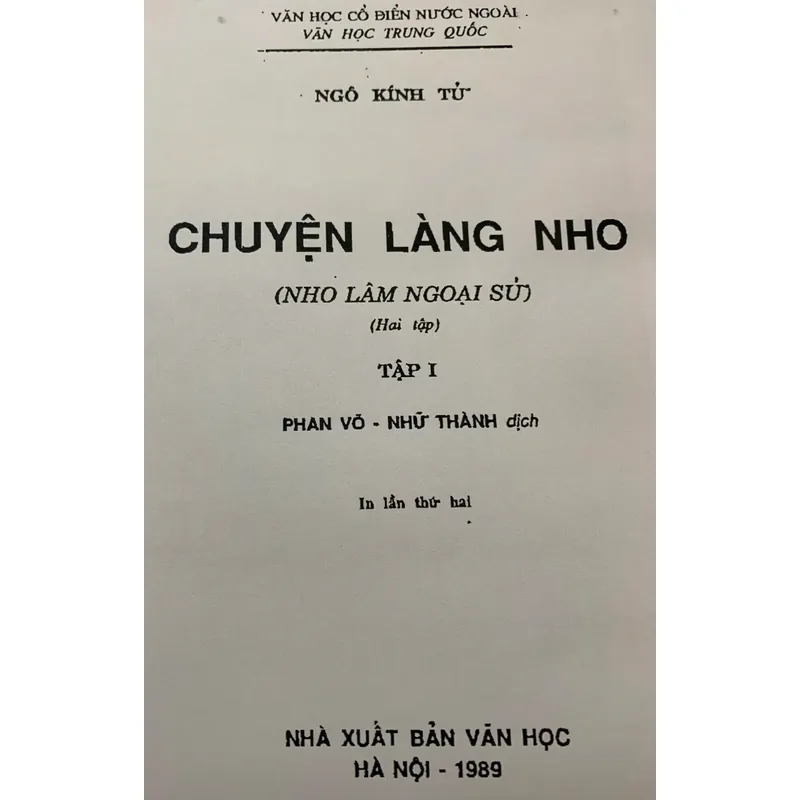 VĂN HỌC CỔ ĐIỂN NƯỚC NGOÀI
VĂN HỌC TRUNG QUỐC
NGÔ KÍNH TỬ
CHUYỆN LÀNG NHO
(NHO LÂM NGOẠI SỬ)
(Hai tập)
TẬP I
PHAN VÕ - NHỮ THÀNH dịch
In lần thứ hai
NHÀ XUẤT BẢN VĂN HỌC
HÀ NỘI - 1989